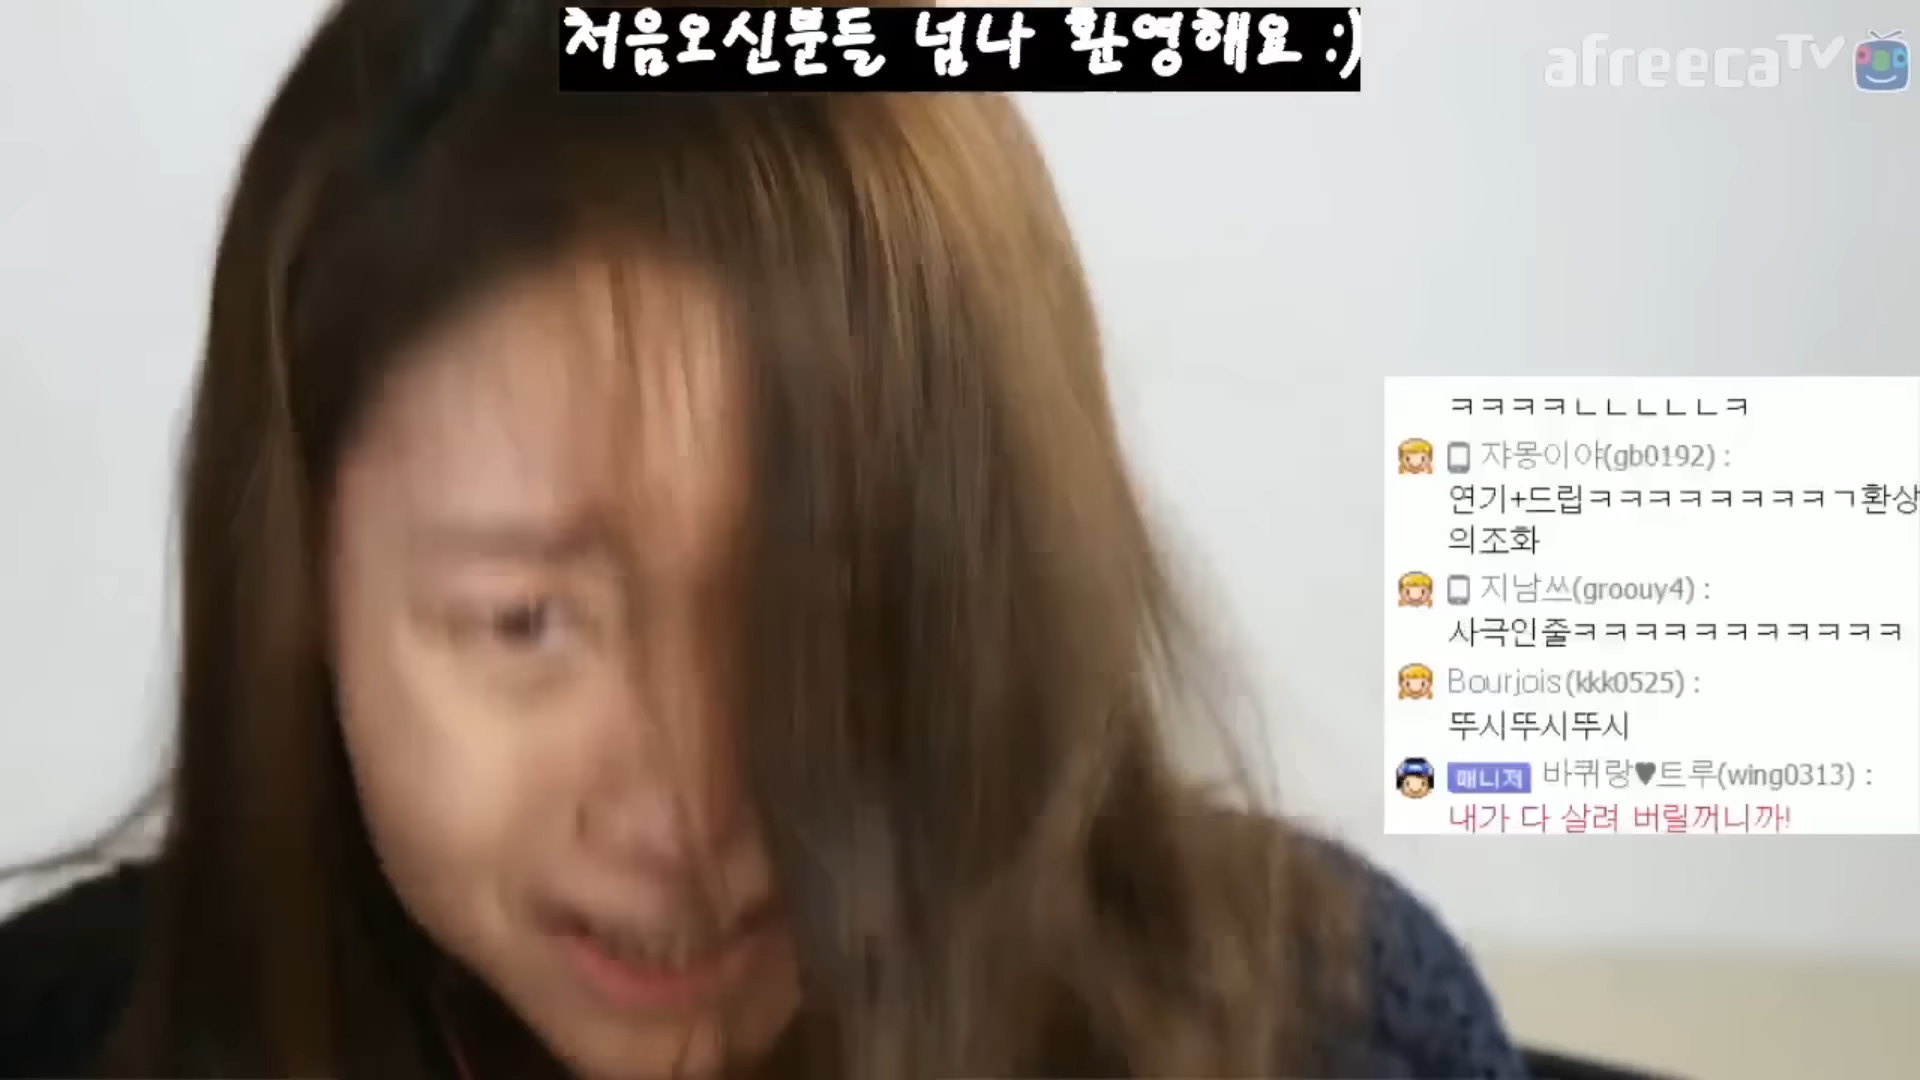 처음오신분들 넘나 환영해요 :)
afreecaTV
ㅋㅋㅋㅋㄴㄴㄴㄴㄴㅋ
쟈몽이야(gb0192) :
연기+드립ㅋㅋㅋㅋㅋㅋㅋㅋㄱ환상
의조화
지남쓰(groouy4) :
사극인줄ㅋㅋㅋㅋㅋㅋㅋㅋㅋㅋㅋ
Bourjois(kkk0525) :
뚜시뚜시뚜시
매니저 바퀴랑♥트루(wing0313) :
내가 다 살려 버릴꺼니까!